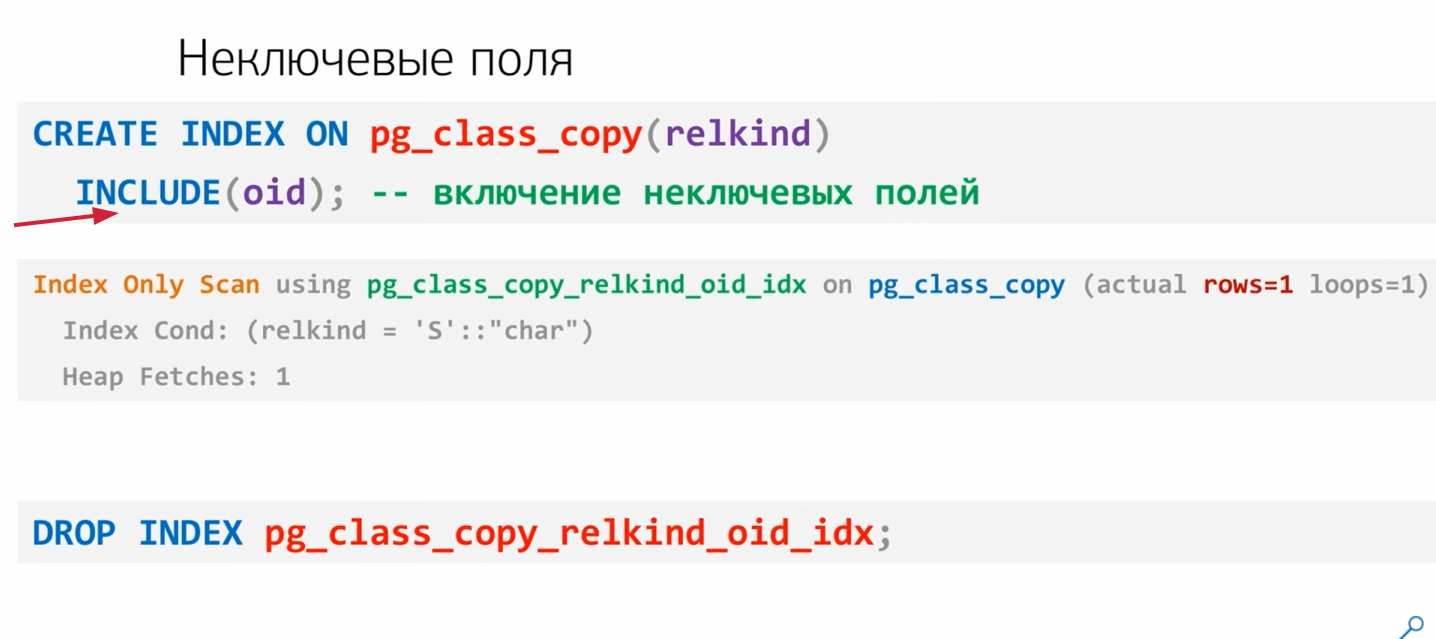 Неключевые поля
CREATE INDEX ON pg_class_copy(relkind)
INCLUDE(oid); -- включение неключевых полей
Index Only Scan using pg_class_copy_relkind_oid_idx on pg_class_copy (actual rows=1 loops=1)
Index Cond: (relkind = 'S'::"char")
Heap Fetches: 1
DROP INDEX pg_class_copy_relkind_oid_idx;